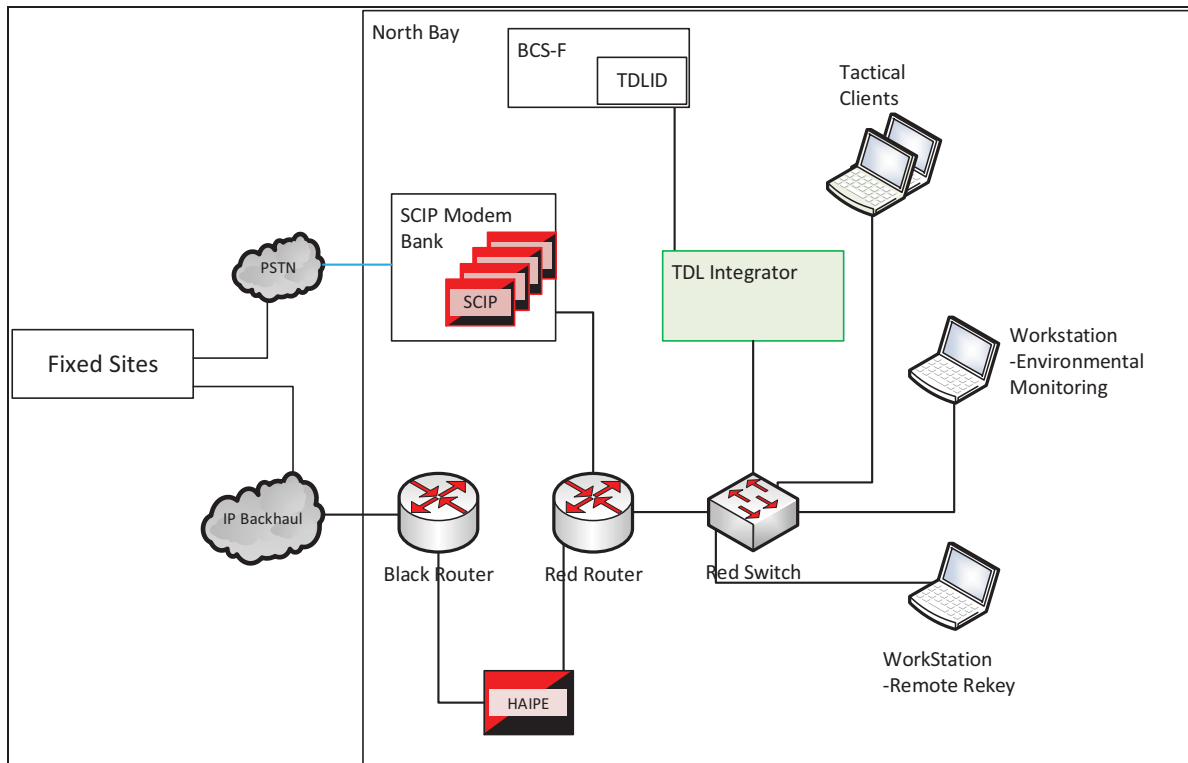 North Bay
BCS-F
TDLID
Tactical
Clients
SCIP Modem
Bank
SCIP
PSTN
TDL Integrator
Fixed Sites
Workstation
-Environmental
Monitoring
IP Backhaul
Black Router
Red Router
Red Switch
WorkStation
-Remote Rekey
HAIPE